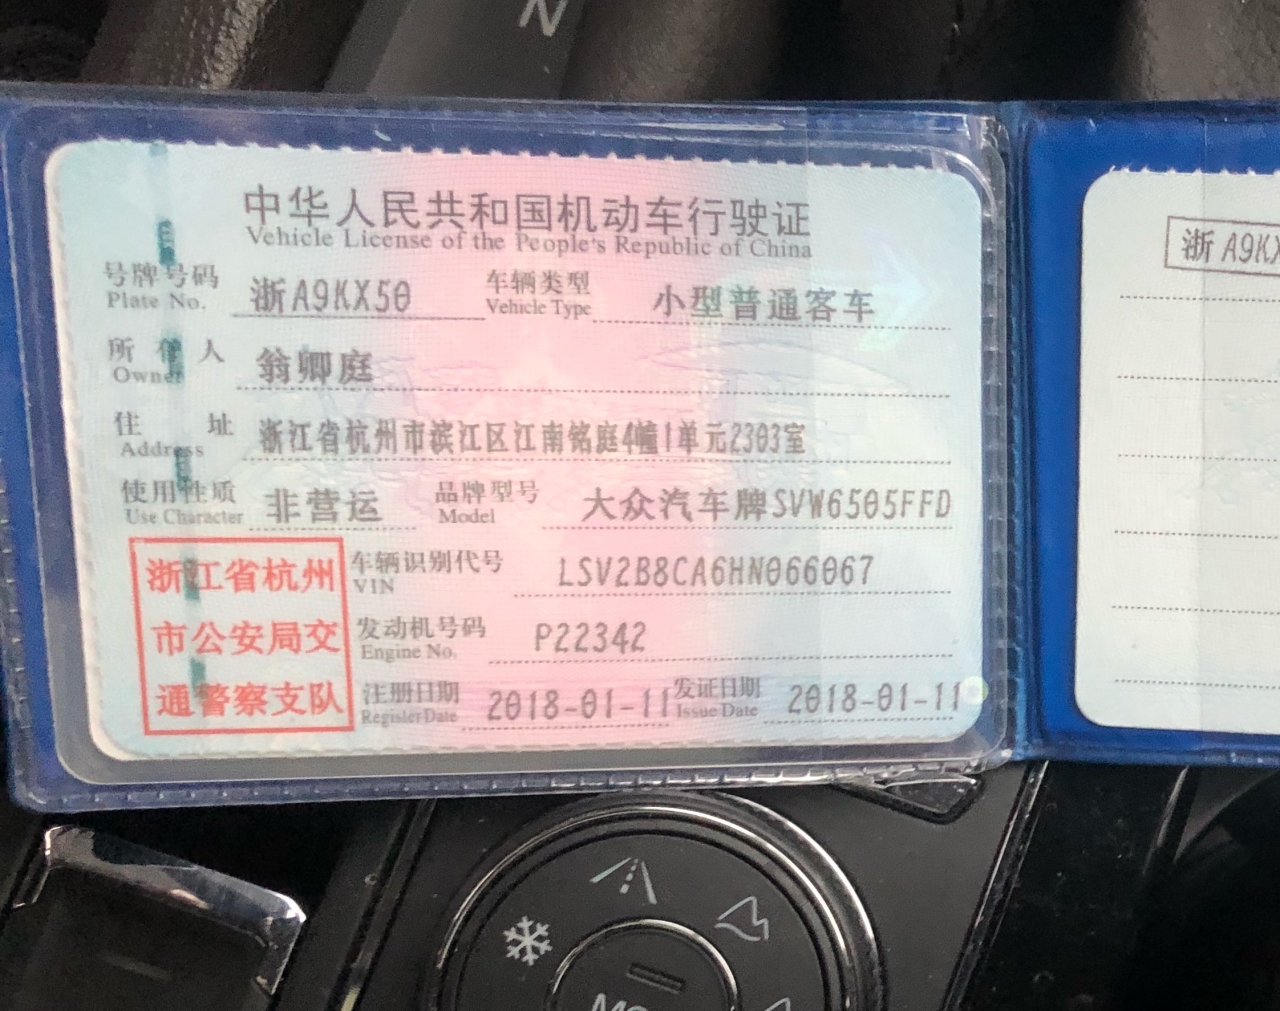 N
中华人民共和国机动车行驶证
Vehicle License of the People's Republic of China
号牌号码 浙A9KX50 车辆类型 小型普通客车
Plate No. Vehicle Type
所有人 翁卿庭
Owner
住址 浙江省杭州市滨江区江南铭庭4幢1单元2303室
Address
使用性质 非营运 品牌型号 大众汽车牌SVW6505FFD
Use Character Model
浙江省杭州
市公安局交
通警察支队
车辆识别代号 LSV2B8CA6HN066067
VIN
发动机号码 P22342
Engine No.
注册日期 2018-01-11 发证日期 2018-01-11
Register Date Issue Date
浙A9KX